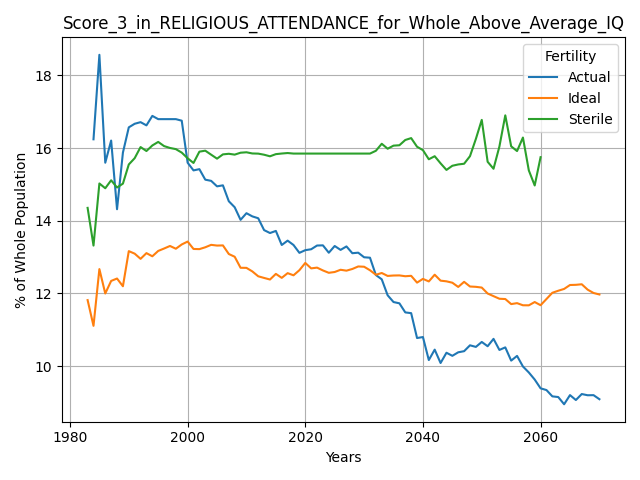 Score_3_in_RELIGIOUS_ATTENDANCE_for_Whole_Above_Average_IQ
Fertility
Actual
Ideal
Sterile
% of Whole Population
18
16
14
12
10
1980
2000
2020
2040
2060
Years